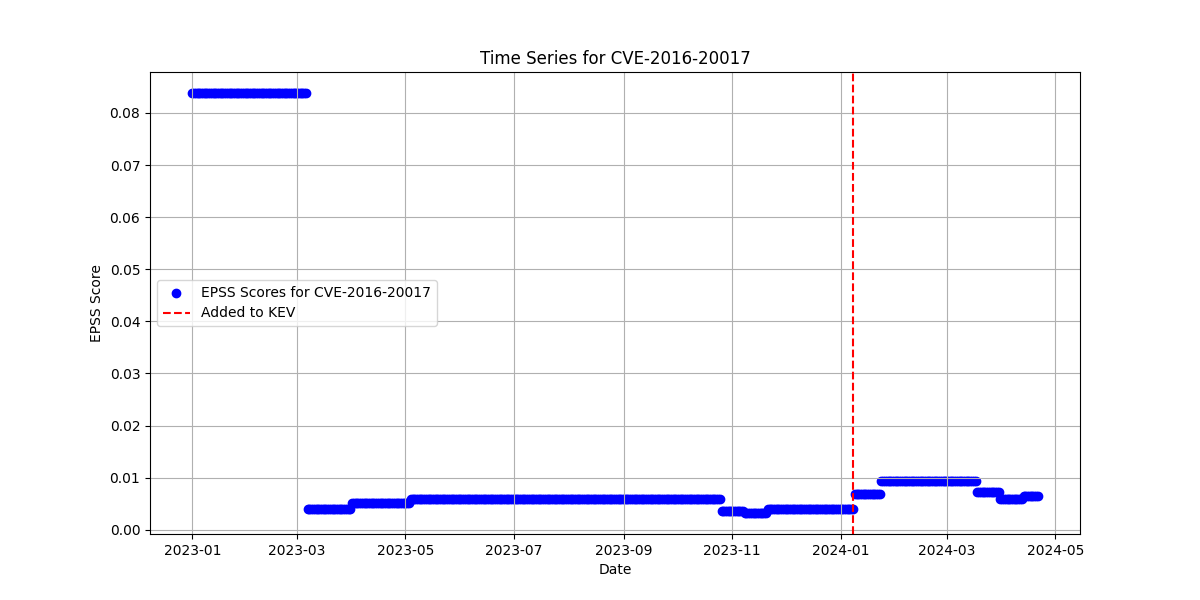 Time Series for CVE-2016-20017
0.08
0.07
0.06
0.05
0.04
0.03
0.02
0.01
0.00
EPSS Score
EPSS Scores for CVE-2016-20017
Added to KEV
2023-01 2023-03 2023-05 2023-07 2023-09 2023-11 2024-01 2024-03 2024-05
Date